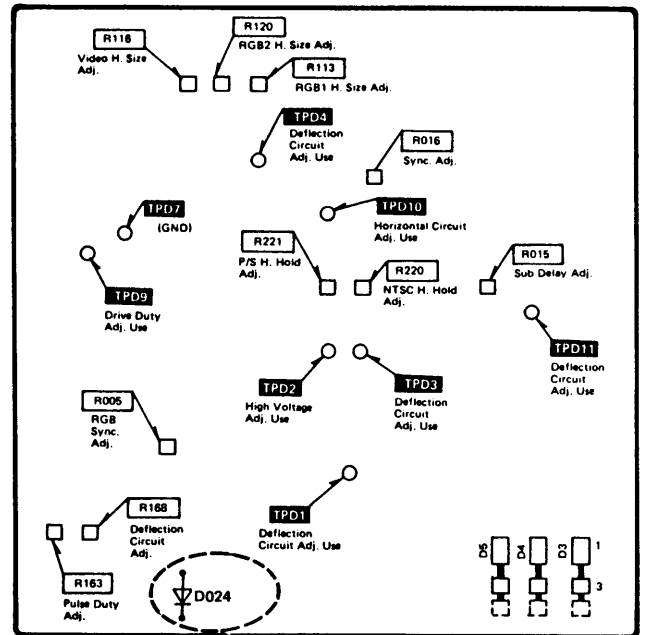 R120
RGB2 H. Size Adj.
R116
Video H. Size
Adj.
R113
RGB1 H. Size Adj.
TPD4
Deflection
Circuit
Adj. Use
R016
Sync. Adj.
TPD7
(GND)
TPD10
Horizontal Circuit
Adj. Use
R221
P/S H. Hold
Adj.
R220
NTSC H. Hold
Adj.
R015
Sub Delay Adj.
TPD9
Drive Duty
Adj. Use
TPD11
Deflection
Circuit
Adj. Use
TPD2
High Voltage
Adj. Use
TPD3
Deflection
Circuit
Adj. Use
R005
RGB
Sync.
Adj.
R168
Deflection
Circuit
Adj.
TPD1
Deflection
Circuit Adj. Use
R163
Pulse Duty
Adj.
D024
D5
D4
D3
1
3